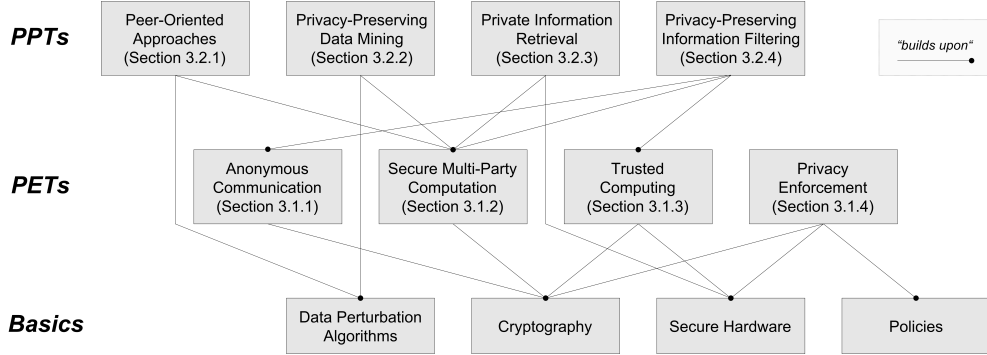 PPTs
Peer-Oriented
Approaches
(Section 3.2.1)
Privacy-Preserving
Data Mining
(Section 3.2.2)
Private Information
Retrieval
(Section 3.2.3)
Privacy-Preserving
Information Filtering
(Section 3.2.4)
“builds upon“
PETs
Anonymous
Communication
(Section 3.1.1)
Secure Multi-Party
Computation
(Section 3.1.2)
Trusted
Computing
(Section 3.1.3)
Privacy
Enforcement
(Section 3.1.4)
Basics
Data Perturbation
Algorithms
Cryptography
Secure Hardware
Policies